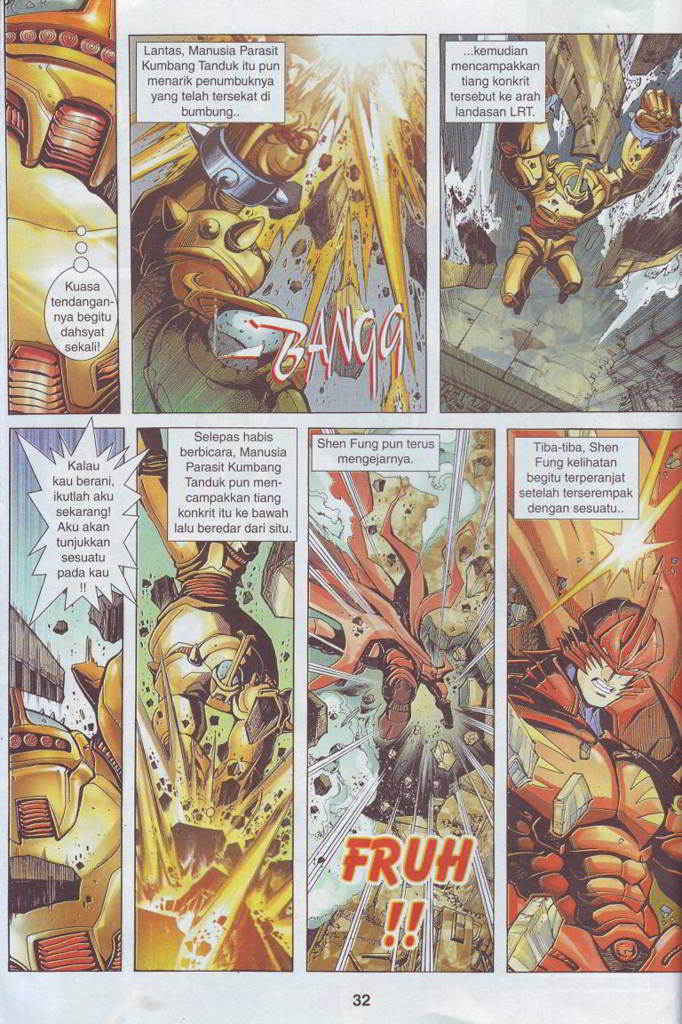 Lantas, Manusia Parasit
Kumbang Tanduk itu pun
menarik penumbuknya
yang telah tersekat di
bumbung..
...kemudian
mencampakkan
tiang konkrit
tersebut ke arah
landasan LRT.
Kuasa
tendangan-
nya begitu
dahsyat
sekali!
BANGG
Kalau
kau berani,
ikutlah aku
sekarang!
Aku akan
tunjukkan
sesuatu
pada kau
!!
Selepas habis
berbicara, Manusia
Parasit Kumbang
Tanduk pun men-
campakkan tiang
konkrit itu ke bawah
lalu beredar dari situ.
Shen Fung pun terus
mengejarnya.
FRUH
!!
Tiba-tiba, Shen
Fung kelihatan
begitu terperanjat
setelah terserempak
dengan sesuatu..
32